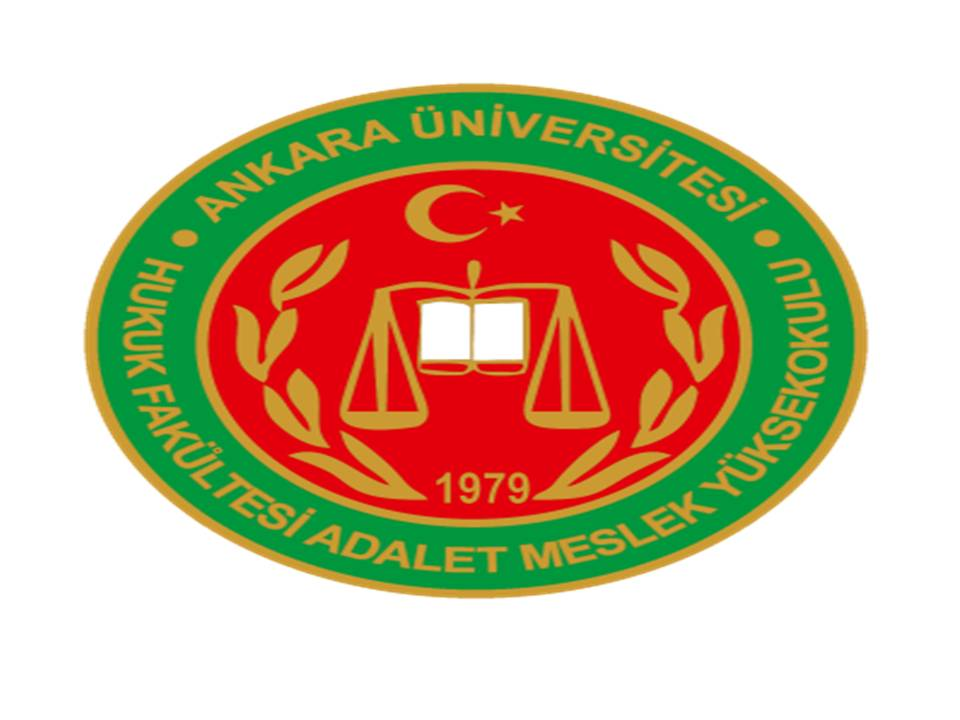 ANKARA ÜNİVERSİTESİ
HUKUK FAKÜLTESİ ADALET MESLEK YÜKSEKOKULU
1979